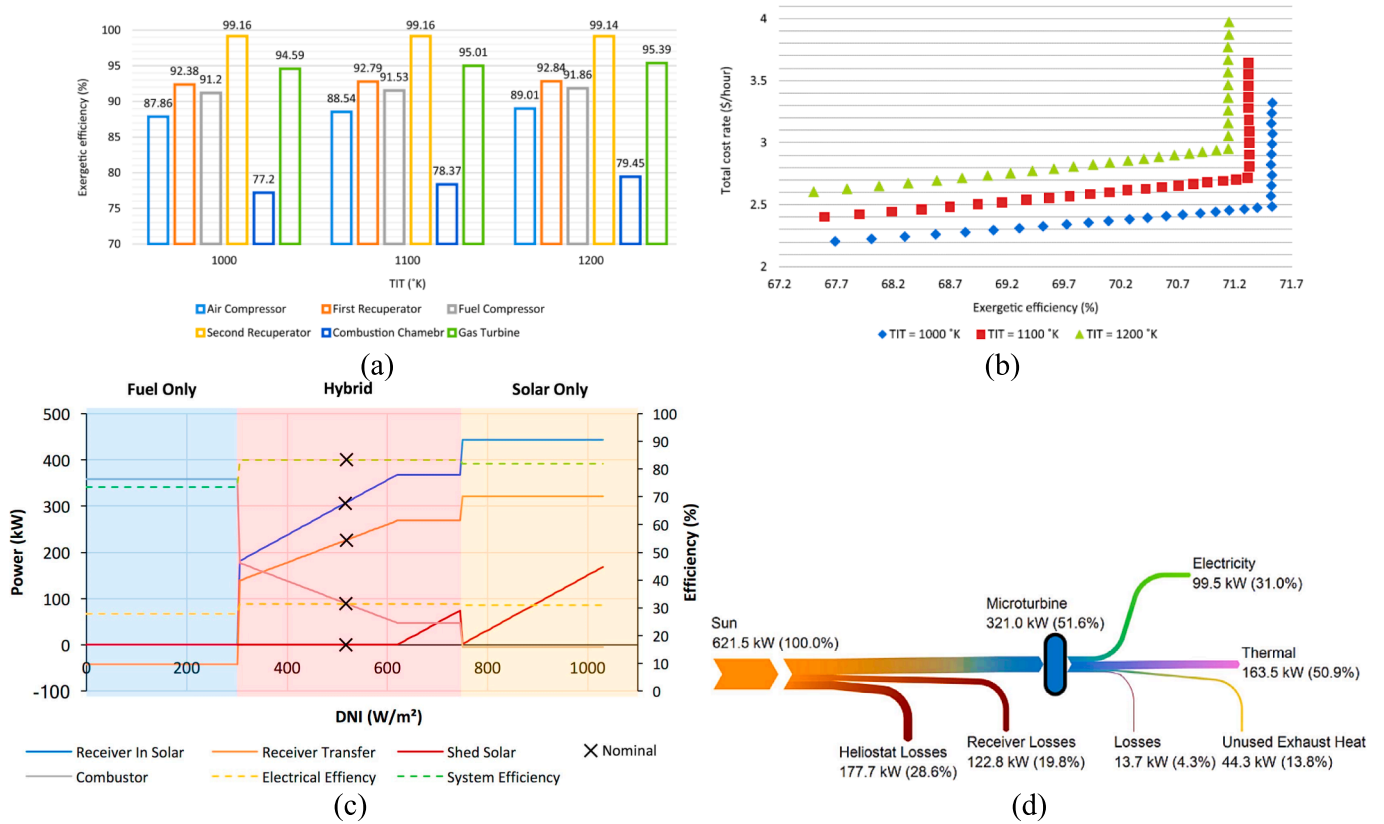 100
95
90
85
80
75
70
Exergetic efficiency (%)
87.86
92.38
91.2
99.16
77.2
94.59
88.54
92.79
91.53
99.16
78.37
95.01
89.01
92.84
91.86
99.14
79.45
95.39
1000
1100
1200
TIT (˚K)
Air Compressor
First Recuperator
Fuel Compressor
Second Recuperator
Combustion Chamebr
Gas Turbine
(a)
4
3.5
3
2.5
2
Total cost rate ($/hour)
67.2
67.7
68.2
68.7
69.2
69.7
70.2
70.7
71.2
71.7
Exergetic efficiency (%)
TIT = 1000 ˚K
TIT = 1100 ˚K
TIT = 1200 ˚K
(b)
Fuel Only
Hybrid
Solar Only
500
400
300
200
100
0
-100
Power (kW)
100
90
80
70
60
50
40
30
20
10
0
Efficiency (%)
0
200
400
600
800
1000
DNI (W/m²)
Receiver In Solar
Receiver Transfer
Shed Solar
Nominal
Combustor
Electrical Effiency
System Efficiency
(c)
Sun
621.5 kW (100.0%)
Microturbine
321.0 kW (51.6%)
Electricity
99.5 kW (31.0%)
Thermal
163.5 kW (50.9%)
Heliostat Losses
177.7 kW (28.6%)
Receiver Losses
122.8 kW (19.8%)
Losses
13.7 kW (4.3%)
Unused Exhaust Heat
44.3 kW (13.8%)
(d)